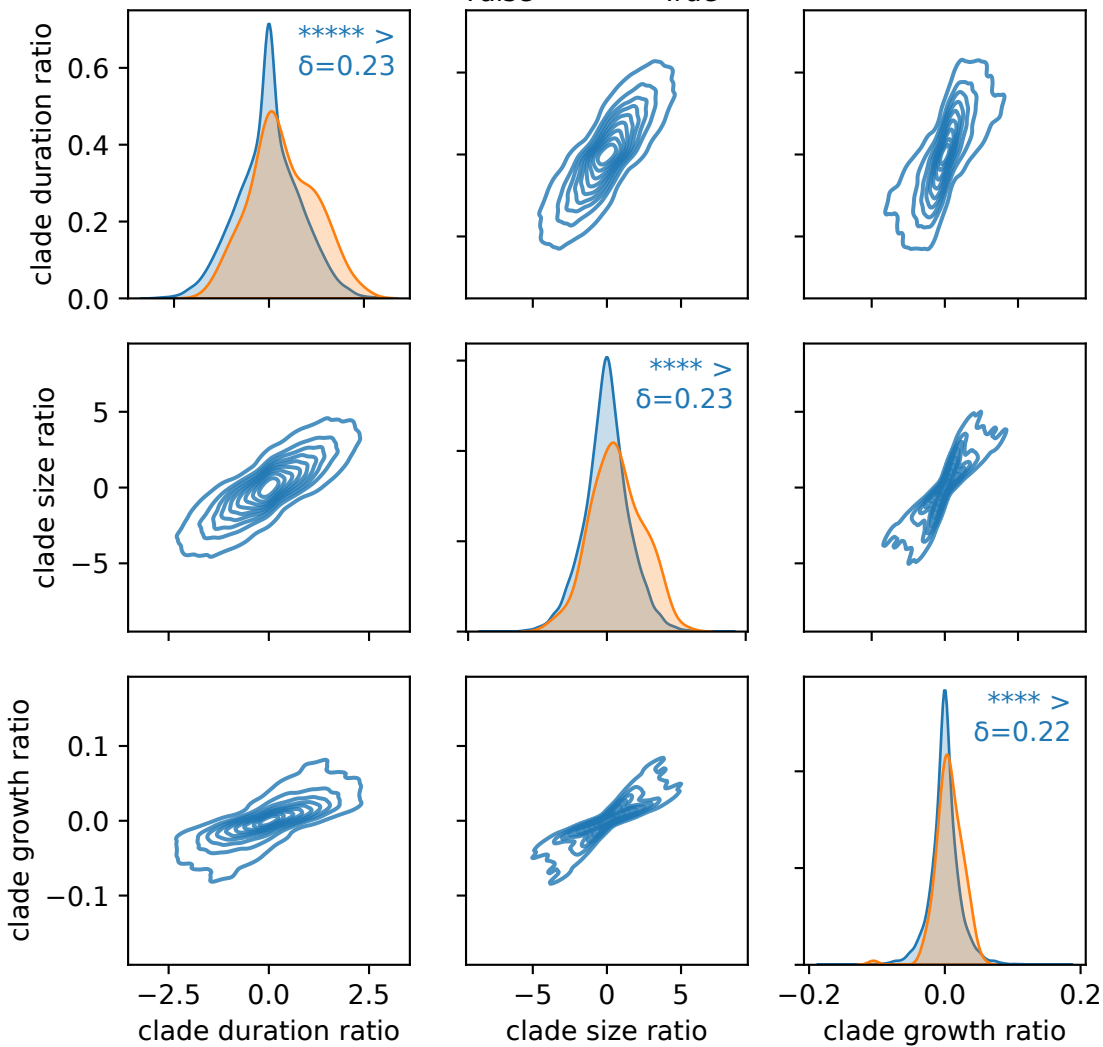 ***** >
δ=0.23
clade duration ratio
0.6
0.4
0.2
0.0
**** >
δ=0.23
clade size ratio
5
0
−5
**** >
δ=0.22
clade growth ratio
0.1
0.0
−0.1
−2.5 0.0 2.5
−5 0 5
−0.2 0.0 0.2
clade duration ratio
clade size ratio
clade growth ratio